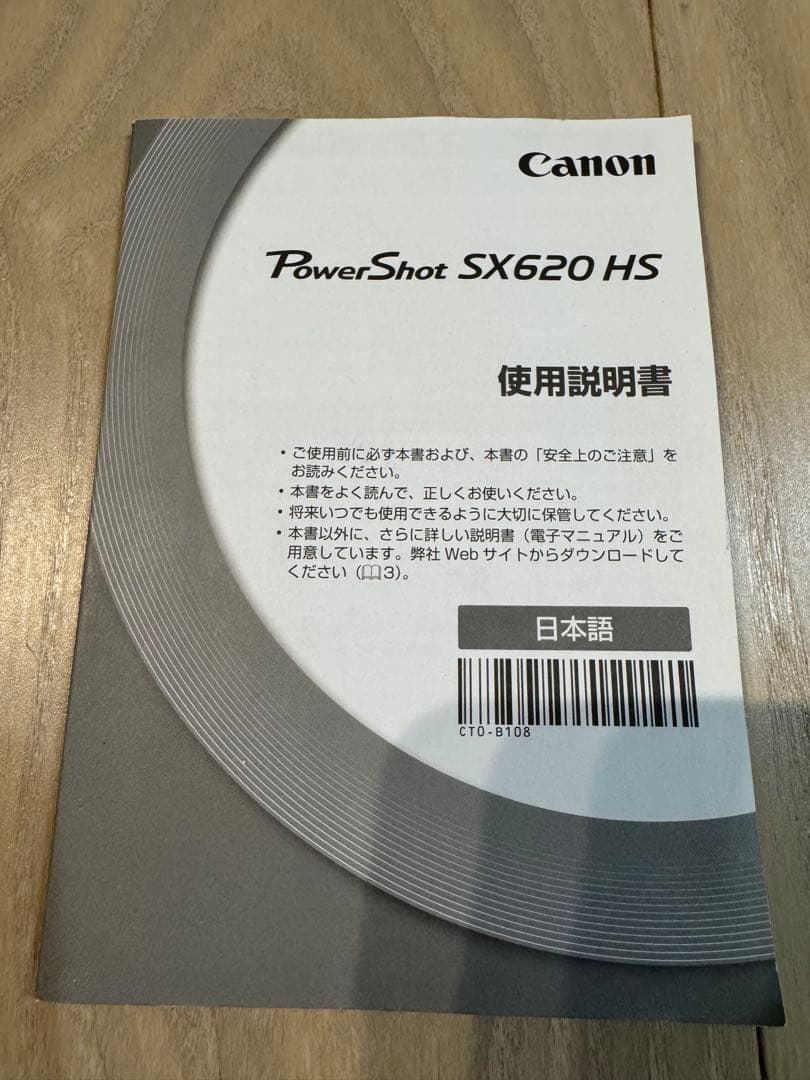 Canon
PowerShot SX620 HS
使用説明書
・ご使用前に必ず本書および、本書の「安全上のご注意」を
お読みください。
・本書をよく読んで、正しくお使いください。
・将来いつでも使用できるように大切に保管してください。
・本書以外に、さらに詳しい説明書（電子マニュアル）をご
用意しています。弊社 Web サイトからダウンロードして
ください（📖3）。
日本語
CT0-B108